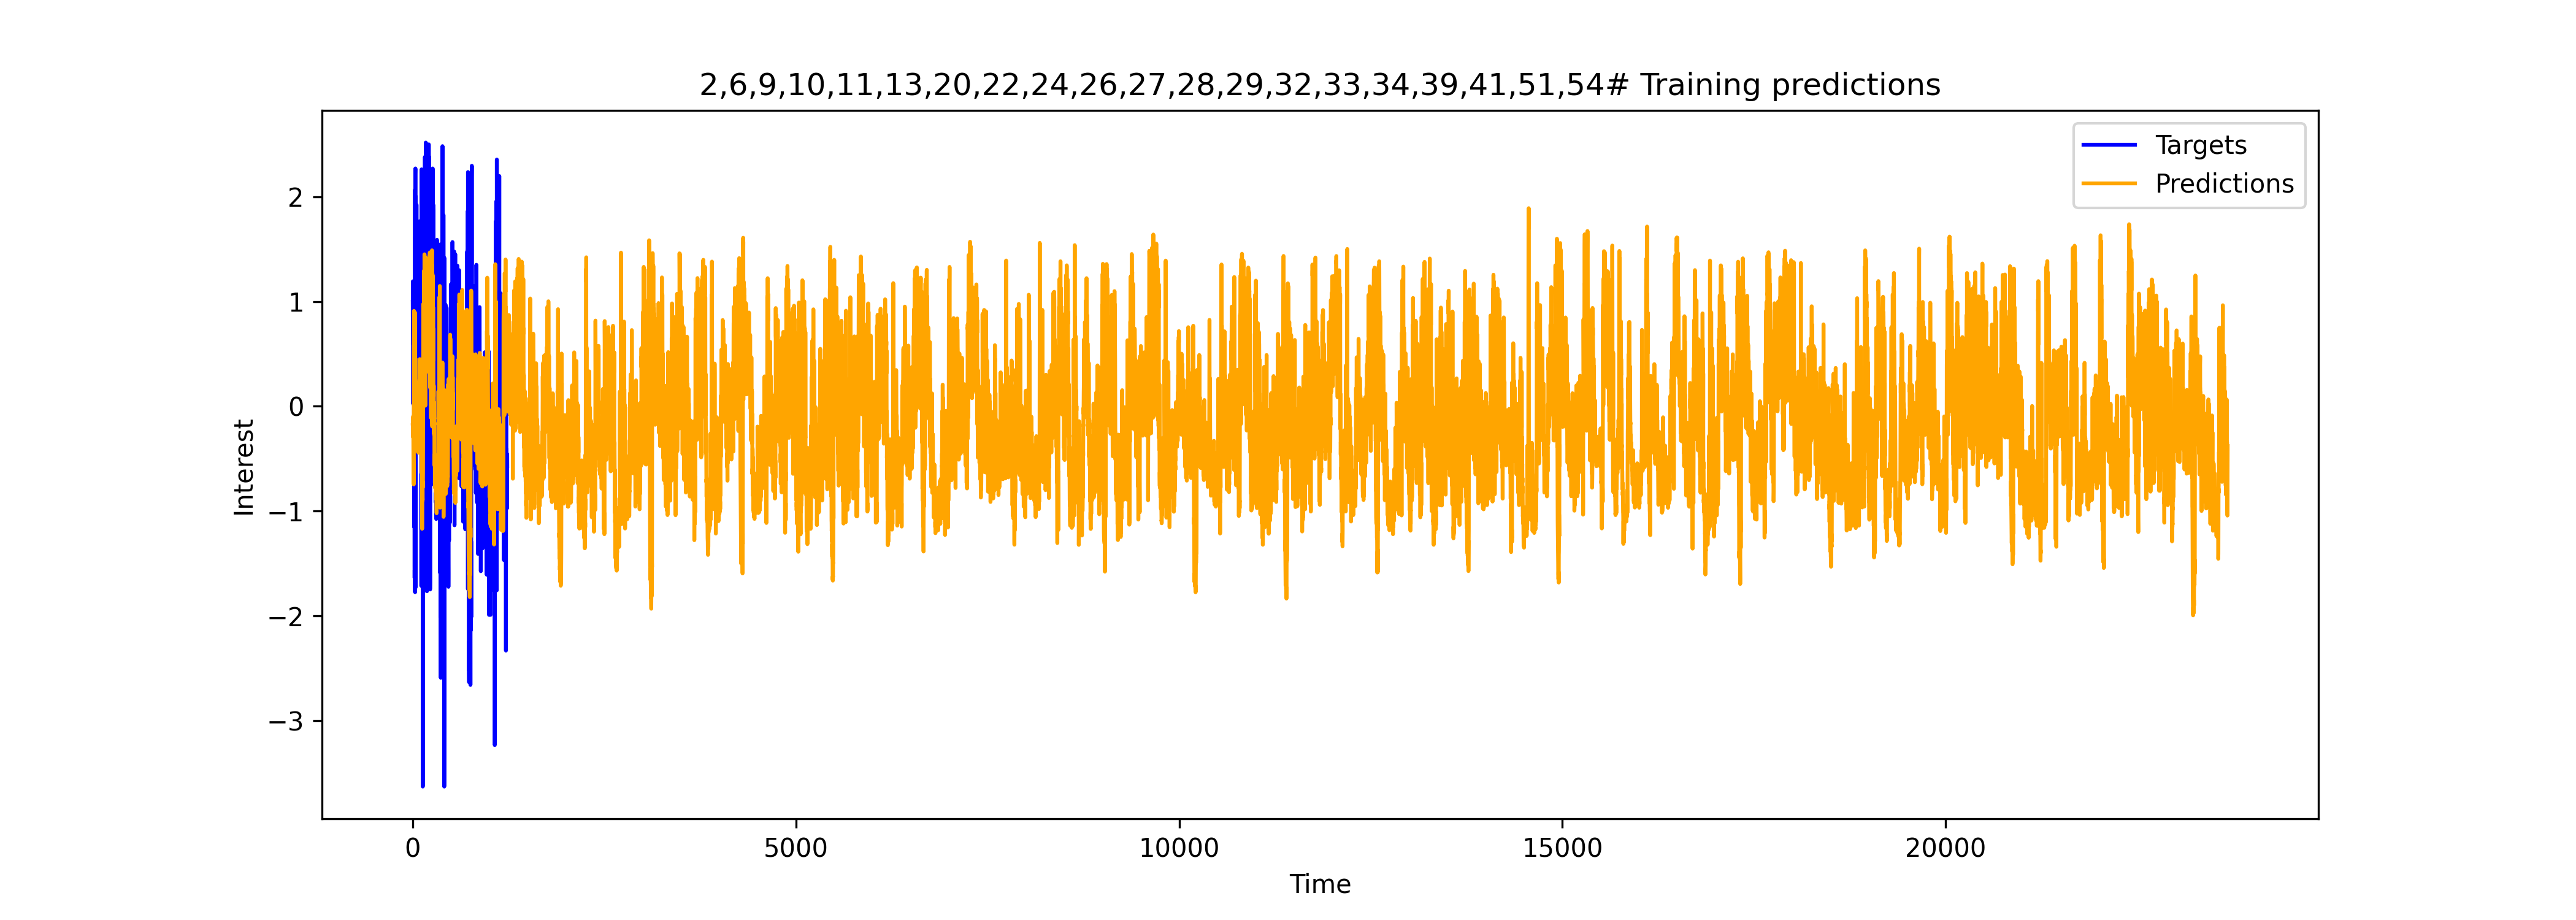 2,6,9,10,11,13,20,22,24,26,27,28,29,32,33,34,39,41,51,54# Training predictions
Targets
Predictions
2
1
0
−1
−2
−3
Interest
0 5000 10000 15000 20000
Time